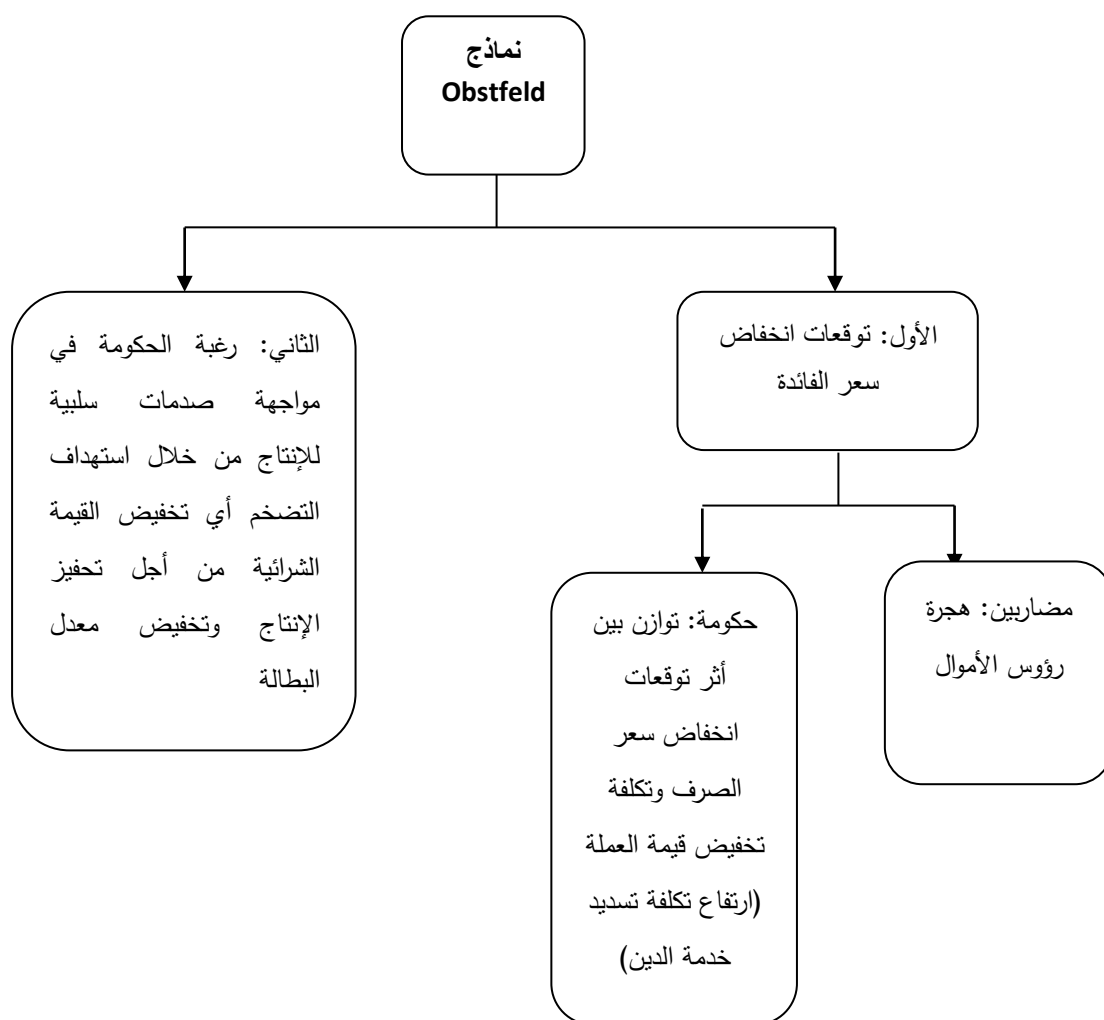 نماذج
Obstfeld
الأول: توقعات انخفاض
سعر الفائدة
الثاني: رغبة الحكومة في
مواجهة صدمات سلبية
للإنتاج من خلال استهداف
التضخم أي تخفيض القيمة
الشرائية من أجل تحفيز
الإنتاج وتخفيض معدل
البطالة
مضاربين: هجرة
رؤوس الأموال
حكومة: توازن بين
أثر توقعات
انخفاض سعر
الصرف وتكلفة
تخفيض قيمة العملة
(ارتفاع تكلفة تسديد
خدمة الدين)